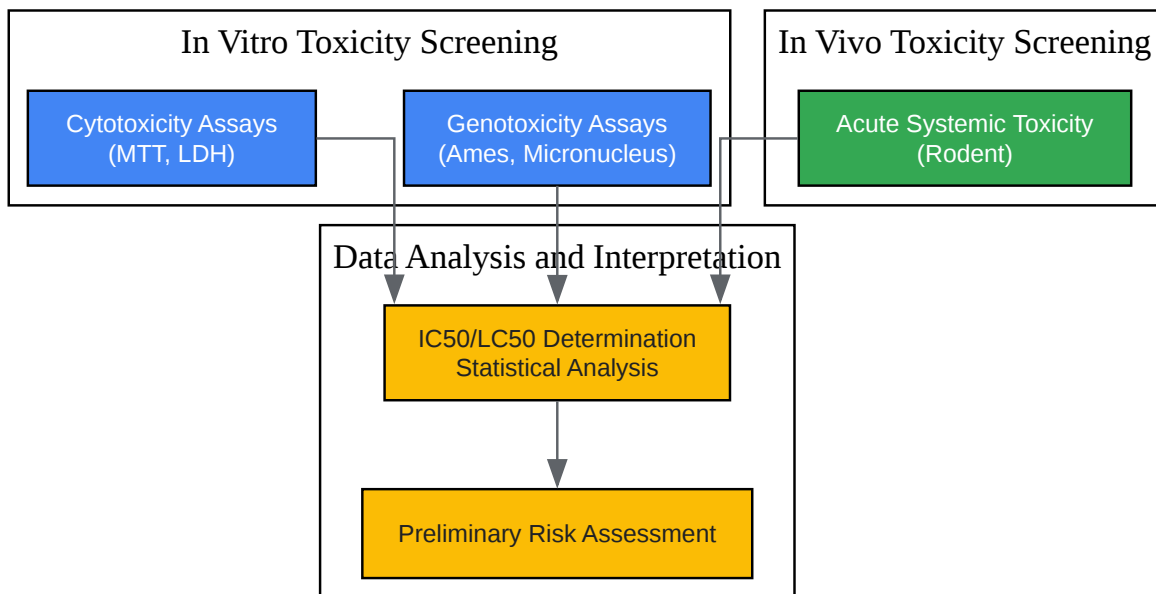 In Vitro Toxicity Screening
In Vivo Toxicity Screening
Cytotoxicity Assays
(MTT, LDH)
Genotoxicity Assays
(Ames, Micronucleus)
Acute Systemic Toxicity
(Rodent)
Data Analysis and Interpretation
IC50/LC50 Determination
Statistical Analysis
Preliminary Risk Assessment